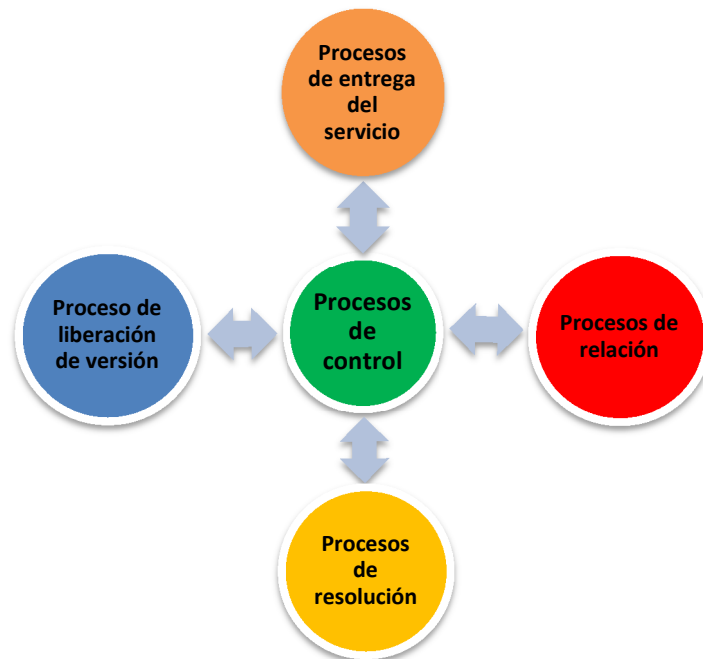 Procesos
de entrega
del
servicio
Proceso de
liberación
de versión
Procesos
de
control
Procesos de
relación
Procesos
de
resolución